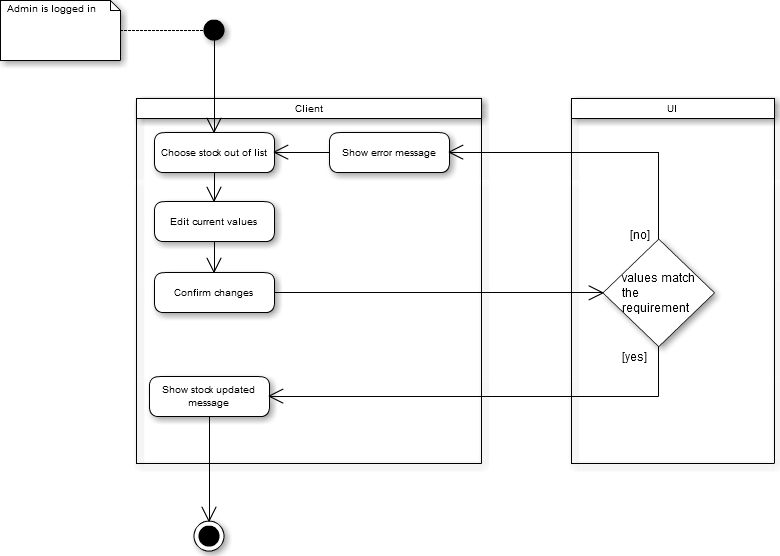 Admin is logged in
Client
UI
Choose stock out of list
Show error message
Edit current values
[no]
Confirm changes
values match
the
requirement
[yes]
Show stock updated
message